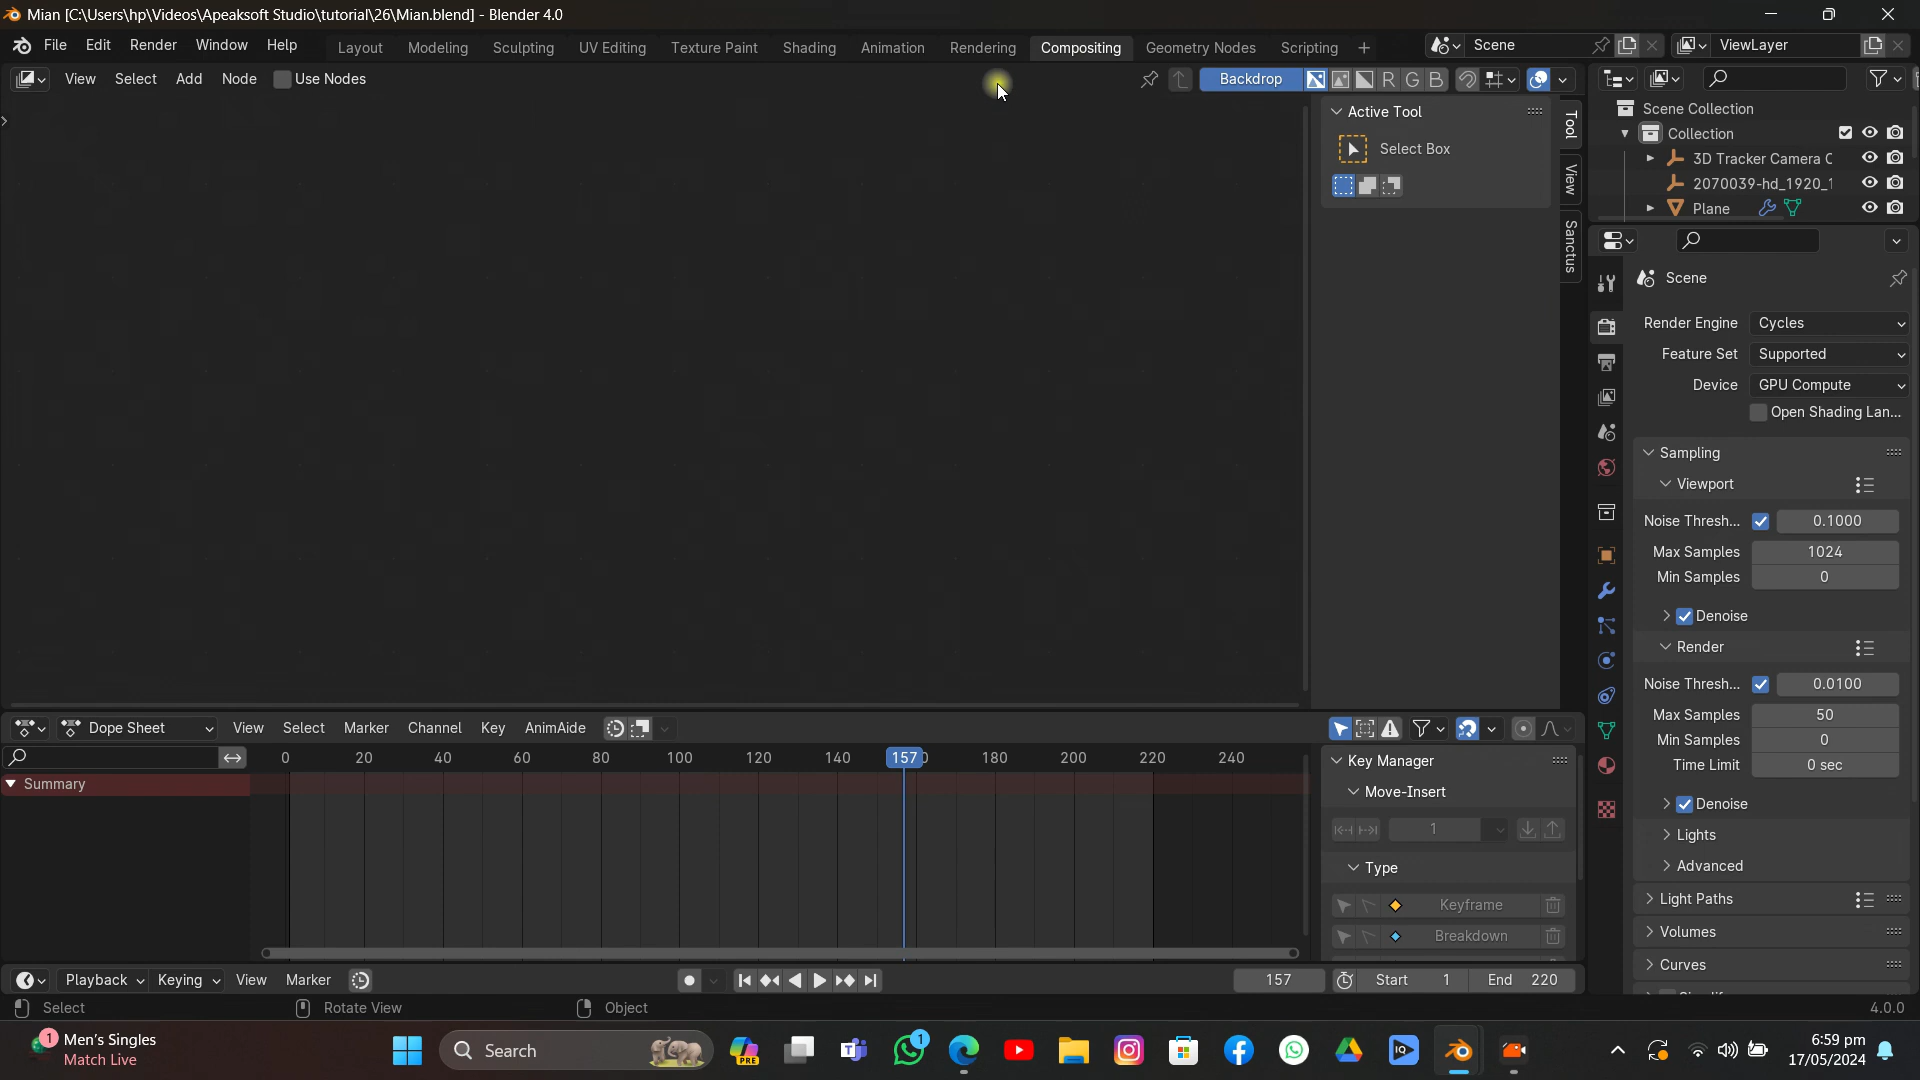 Mian [C:\Users\hp\Videos\Apeaksoft Studio\tutorial\26\Mian.blend] - Blender 4.0
File Edit Render Window Help Layout Modeling Sculpting UV Editing Texture Paint Shading Animation Rendering Compositing Geometry Nodes Scripting + Scene ViewLayer
View Select Add Node Use Nodes Backdrop R G B
Active Tool
Select Box
Tool
View
Sanctus
Scene Collection
Collection
3D Tracker Camera C
2070039-hd_1920_1
Plane
Scene
Render Engine Cycles
Feature Set Supported
Device GPU Compute
Open Shading Lan...
Sampling
Viewport
Noise Thresh... 0.1000
Max Samples 1024
Min Samples 0
Denoise
Render
Noise Thresh... 0.0100
Max Samples 50
Min Samples 0
Time Limit 0 sec
Denoise
Lights
Advanced
Light Paths
Volumes
Curves
Dope Sheet View Select Marker Channel Key AnimAide
0 20 40 60 80 100 120 140 157 180 200 220 240
Summary
Key Manager
Move-Insert
1
Type
Keyframe
Breakdown
Playback Keying View Marker 157 Start 1 End 220
Select Rotate View Object 4.0.0
1 Men's Singles
Match Live
Search
PRE
1
IQ
6:59 pm
17/05/2024